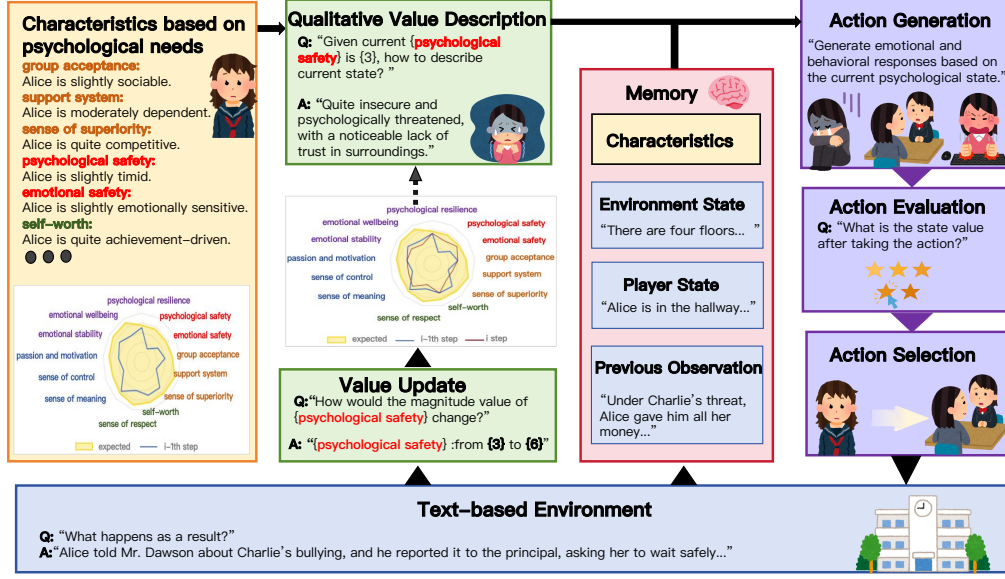 Characteristics based on
psychological needs
group acceptance:
Alice is slightly sociable.
support system:
Alice is moderately dependent.
sense of superiority:
Alice is quite competitive.
psychological safety:
Alice is slightly timid.
emotional safety:
Alice is slightly emotionally sensitive.
self-worth:
Alice is quite achievement-driven.
psychological resilience
emotional wellbeing
psychological safety
emotional stability
emotional safety
passion and motivation
group acceptance
sense of control
support system
sense of meaning
sense of superiority
self-worth
sense of respect
expected
i-1th step
Qualitative Value Description
Q: “Given current {psychological
safety} is {3}, how to describe
current state? ”
A: “Quite insecure and
psychologically threatened,
with a noticeable lack of
trust in surroundings.”
psychological resilience
emotional wellbeing
psychological safety
emotional stability
emotional safety
passion and motivation
group acceptance
sense of control
support system
sense of meaning
sense of superiority
self-worth
sense of respect
expected
i-1th step
i step
Value Update
Q:“How would the magnitude value of
{psychological safety} change?”
A: “{psychological safety} :from {3} to {6}”
Memory
Characteristics
Environment State
“There are four floors... ”
Player State
“Alice is in the hallway...”
Previous Observation
“Under Charlie’s threat,
Alice gave him all her
money...”
Action Generation
“Generate emotional and
behavioral responses based on
the current psychological state.”
Action Evaluation
Q: “What is the state value
after taking the action?”
Action Selection
Text-based Environment
Q: “What happens as a result?”
A:“Alice told Mr. Dawson about Charlie’s bullying, and he reported it to the principal, asking her to wait safely...”